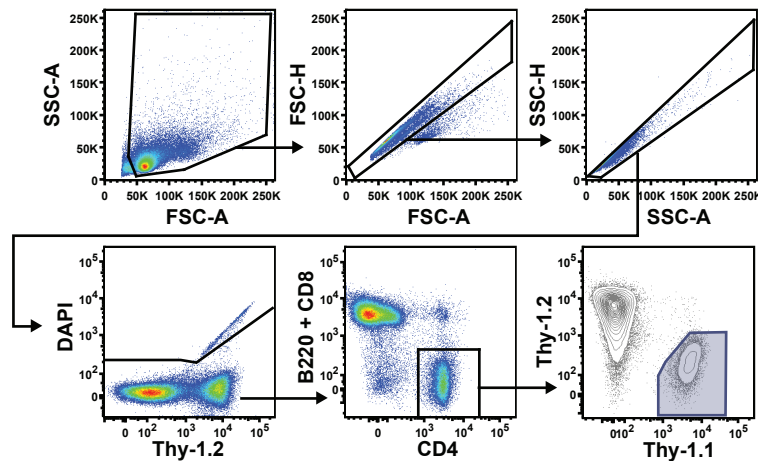 250K
200K
150K
100K
50K
0
SSC-A
0 50K 100K 150K 200K 250K
FSC-A
250K
200K
150K
100K
50K
0
FSC-H
0 50K 100K 150K 200K 250K
FSC-A
250K
200K
150K
100K
50K
0
SSC-H
0 50K 100K 150K 200K 250K
SSC-A
10⁵
10⁴
10³
10²
0
DAPI
0 10² 10³ 10⁴ 10⁵
Thy-1.2
10⁵
10⁴
10³
10²
0
B220 + CD8
0 10³ 10⁴ 10⁵
CD4
10⁵
10⁴
10³
10²
0
Thy-1.2
0 10² 10³ 10⁴ 10⁵
Thy-1.1